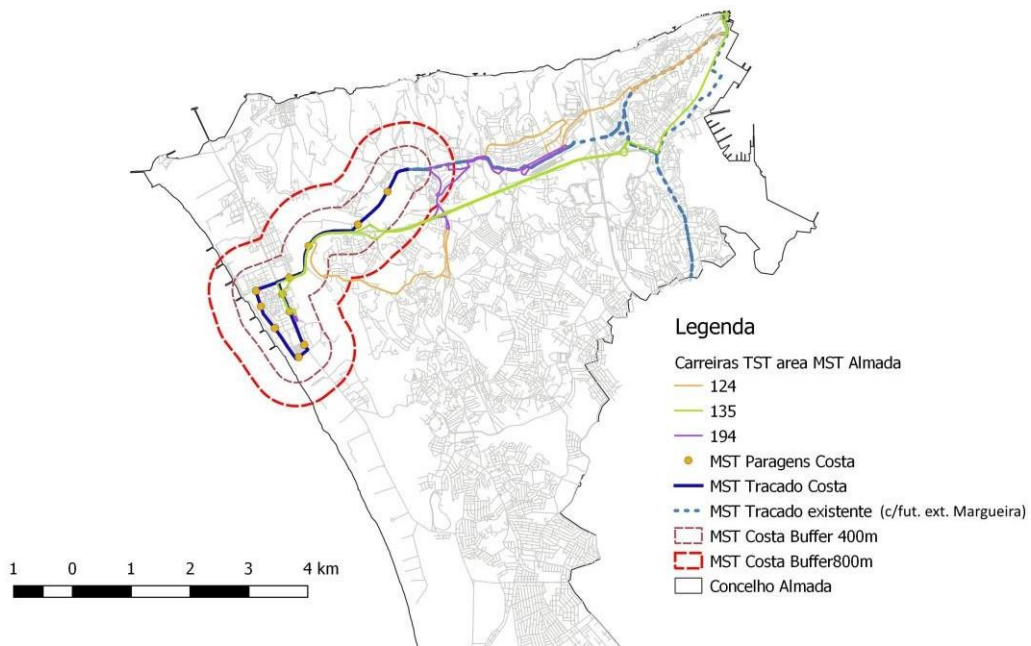 Legenda
Carreiras TST area MST Almada
124
135
194
MST Paragens Costa
MST Tracado Costa
MST Tracado existente (c/fut. ext. Margueira)
MST Costa Buffer 400m
MST Costa Buffer800m
Concelho Almada
1 0 1 2 3 4 km